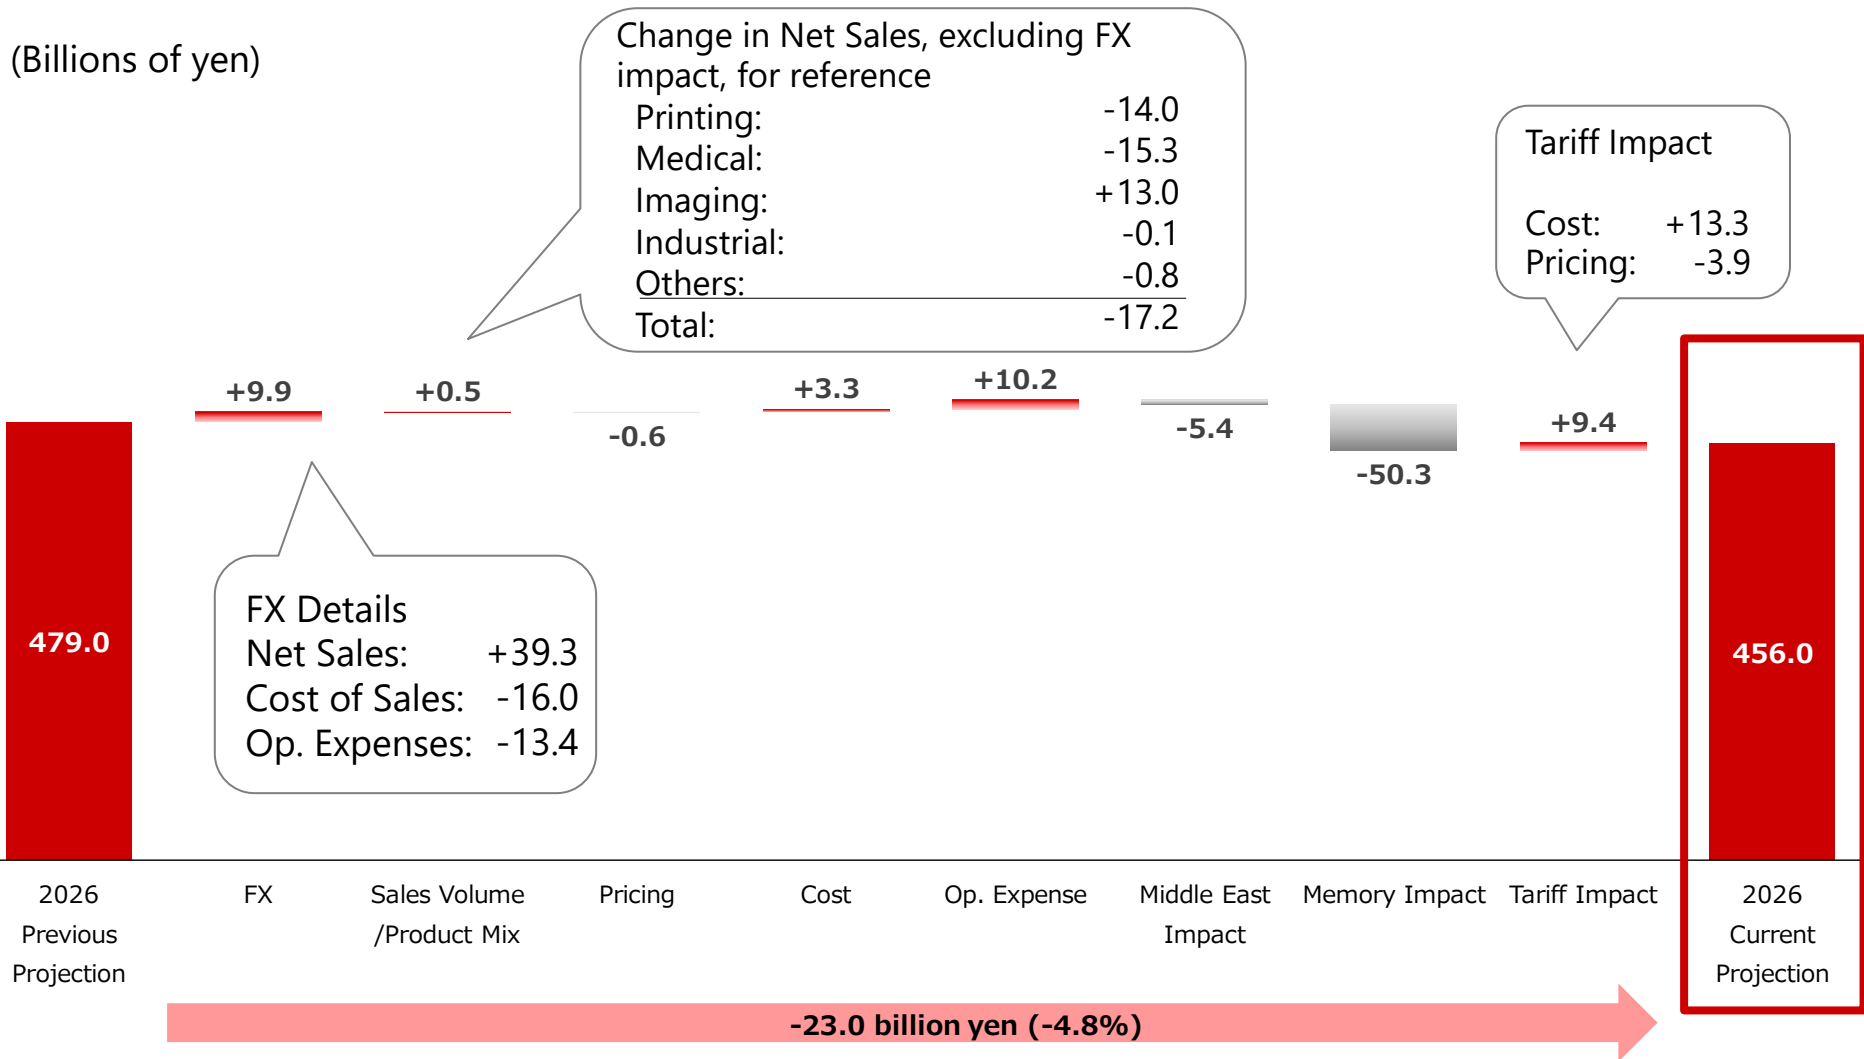 (Billions of yen)
Change in Net Sales, excluding FX
impact, for reference
Printing: -14.0
Medical: -15.3
Imaging: +13.0
Industrial: -0.1
Others: -0.8
Total: -17.2
Tariff Impact
Cost: +13.3
Pricing: -3.9
+9.9
+0.5
-0.6
+3.3
+10.2
-5.4
-50.3
+9.4
FX Details
Net Sales: +39.3
Cost of Sales: -16.0
Op. Expenses: -13.4
479.0
456.0
2026
Previous
Projection
FX
Sales Volume
/Product Mix
Pricing
Cost
Op. Expense
Middle East
Impact
Memory Impact
Tariff Impact
2026
Current
Projection
-23.0 billion yen (-4.8%)